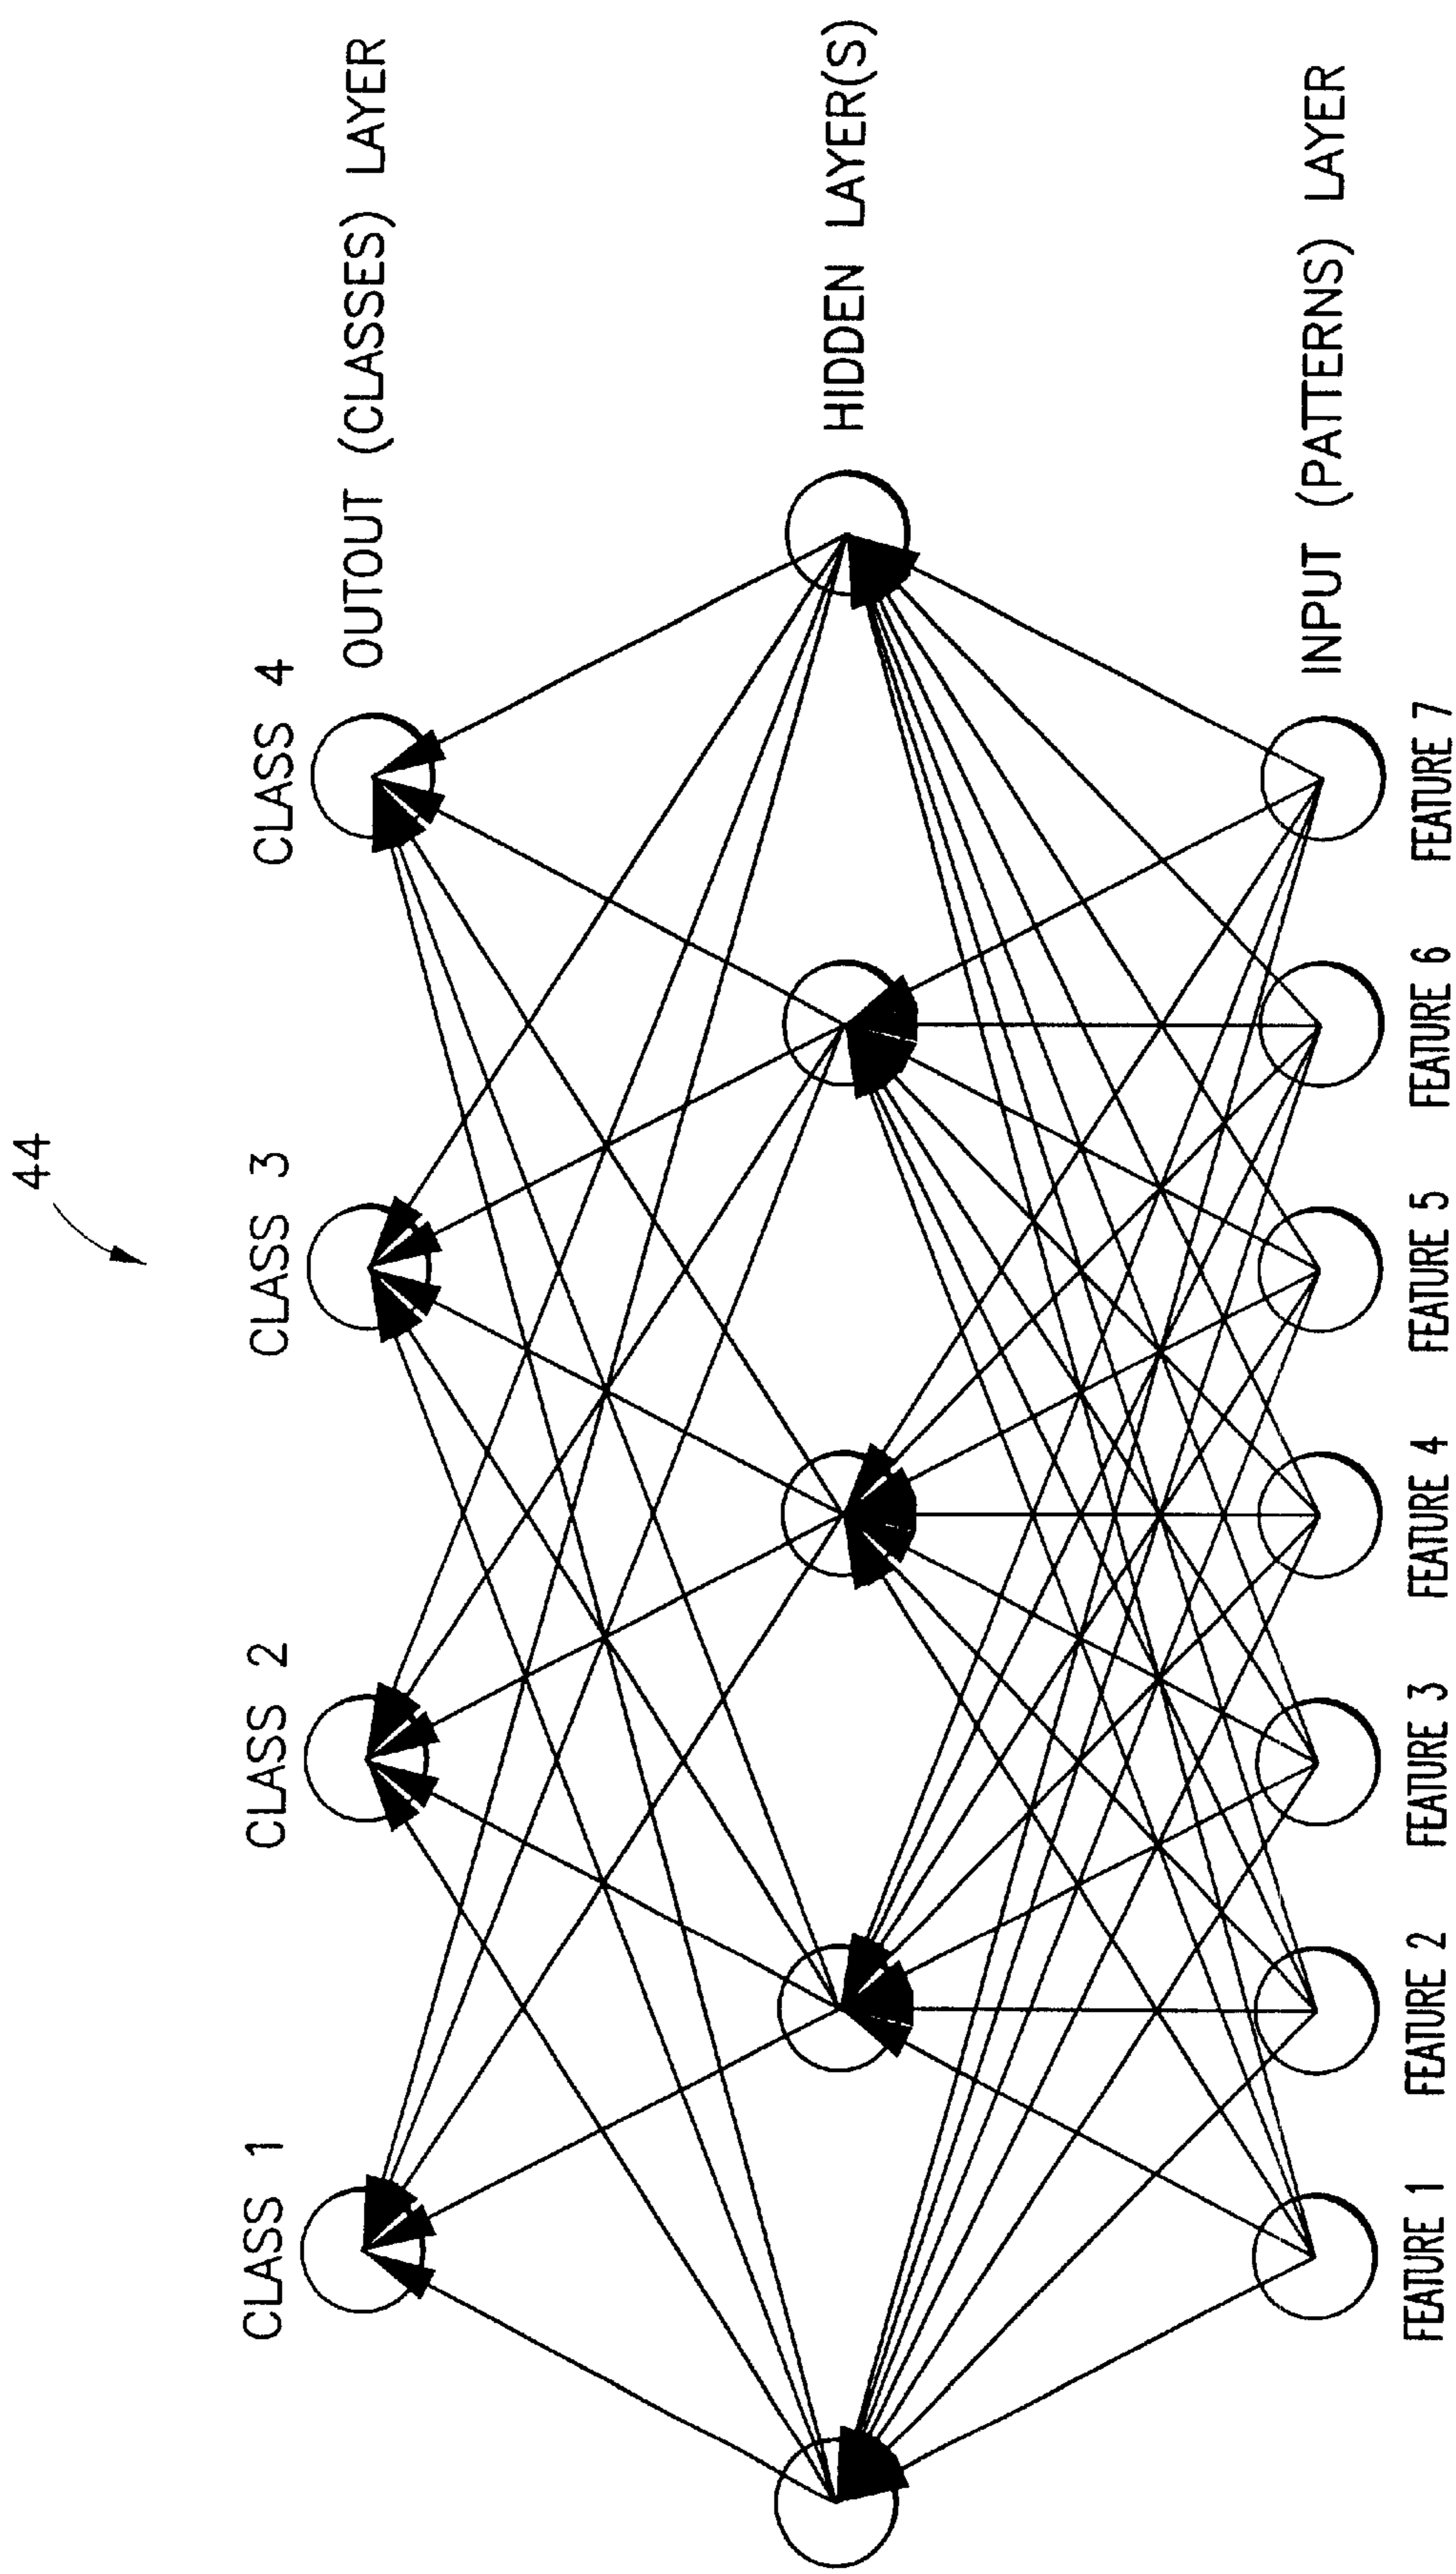 44
CLASS 1
CLASS 2
CLASS 3
CLASS 4
OUTOUT (CLASSES) LAYER
HIDDEN LAYER(S)
INPUT (PATTERNS) LAYER
FEATURE 1
FEATURE 2
FEATURE 3
FEATURE 4
FEATURE 5
FEATURE 6
FEATURE 7